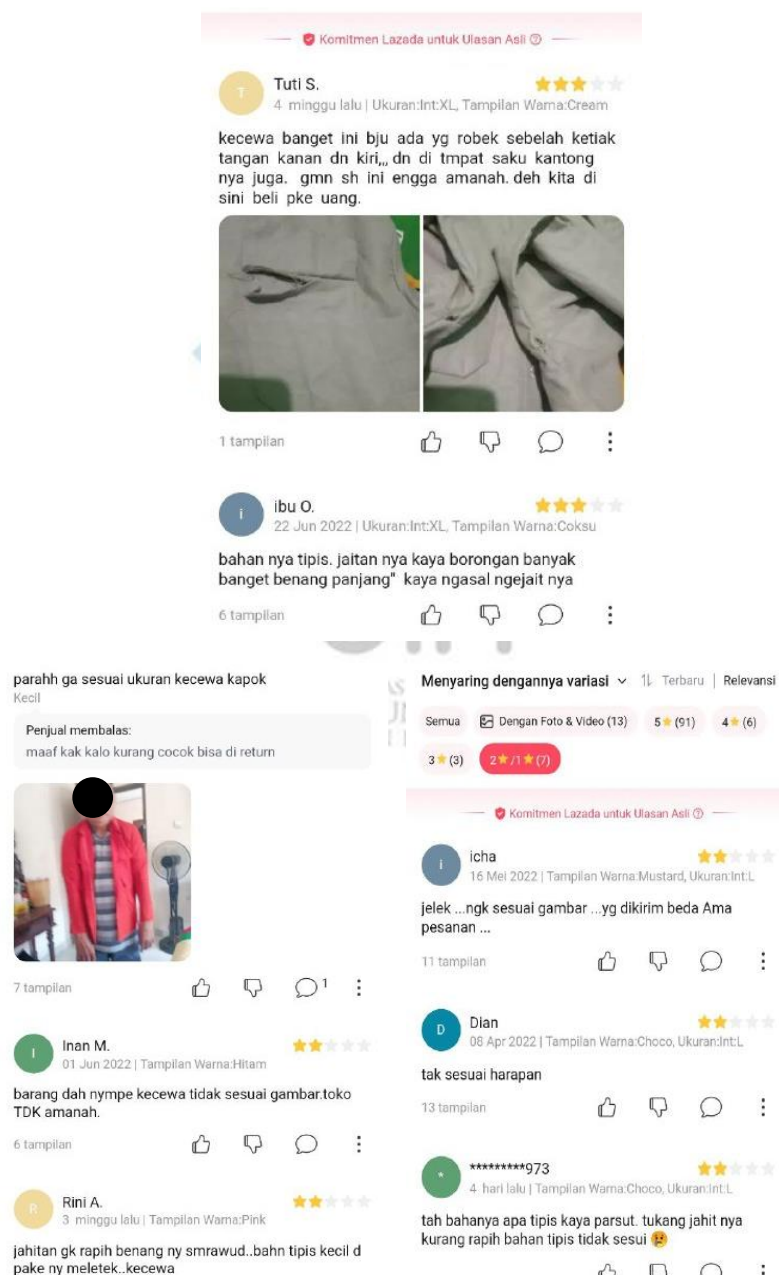 Komitmen Lazada untuk Ulasan Asli
T
Tuti S.
4 minggu lalu | Ukuran:Int:XL, Tampilan Warna:Cream
kecewa banget ini bju ada yg robek sebelah ketiak
tangan kanan dn kiri,,, dn di tmpat saku kantong
nya juga. gmn sh ini engga amanah. deh kita di
sini beli pke uang.
1 tampilan
i
ibu O.
22 Jun 2022 | Ukuran:Int:XL, Tampilan Warna:Coksu
bahan nya tipis. jaitan nya kaya borongan banyak
banget benang panjang" kaya ngasal ngejait nya
6 tampilan
parahh ga sesuai ukuran kecewa kapok
Kecil
Penjual membalas:
maaf kak kalo kurang cocok bisa di return
7 tampilan
1
I
Inan M.
01 Jun 2022 | Tampilan Warna:Hitam
barang dah nympe kecewa tidak sesuai gambar.toko
TDK amanah.
6 tampilan
R
Rini A.
3 minggu lalu | Tampilan Warna:Pink
jahitan gk rapih benang ny smrawud..bahn tipis kecil d
pake ny meletek..kecewa
Menyaring dengannya variasi Terbaru | Relevansi
Semua Dengan Foto & Video (13) 5★ (91) 4★ (6)
3★ (3) 2★/1★ (7)
Komitmen Lazada untuk Ulasan Asli
i
icha
16 Mei 2022 | Tampilan Warna:Mustard, Ukuran:Int:L
jelek ...ngk sesuai gambar ...yg dikirim beda Ama
pesanan ...
11 tampilan
D
Dian
08 Apr 2022 | Tampilan Warna:Choco, Ukuran:Int:L
tak sesuai harapan
13 tampilan
*
*********973
4 hari lalu | Tampilan Warna:Choco, Ukuran:Int:L
tah bahanya apa tipis kaya parsut. tukang jahit nya
kurang rapih bahan tipis tidak sesui 😢